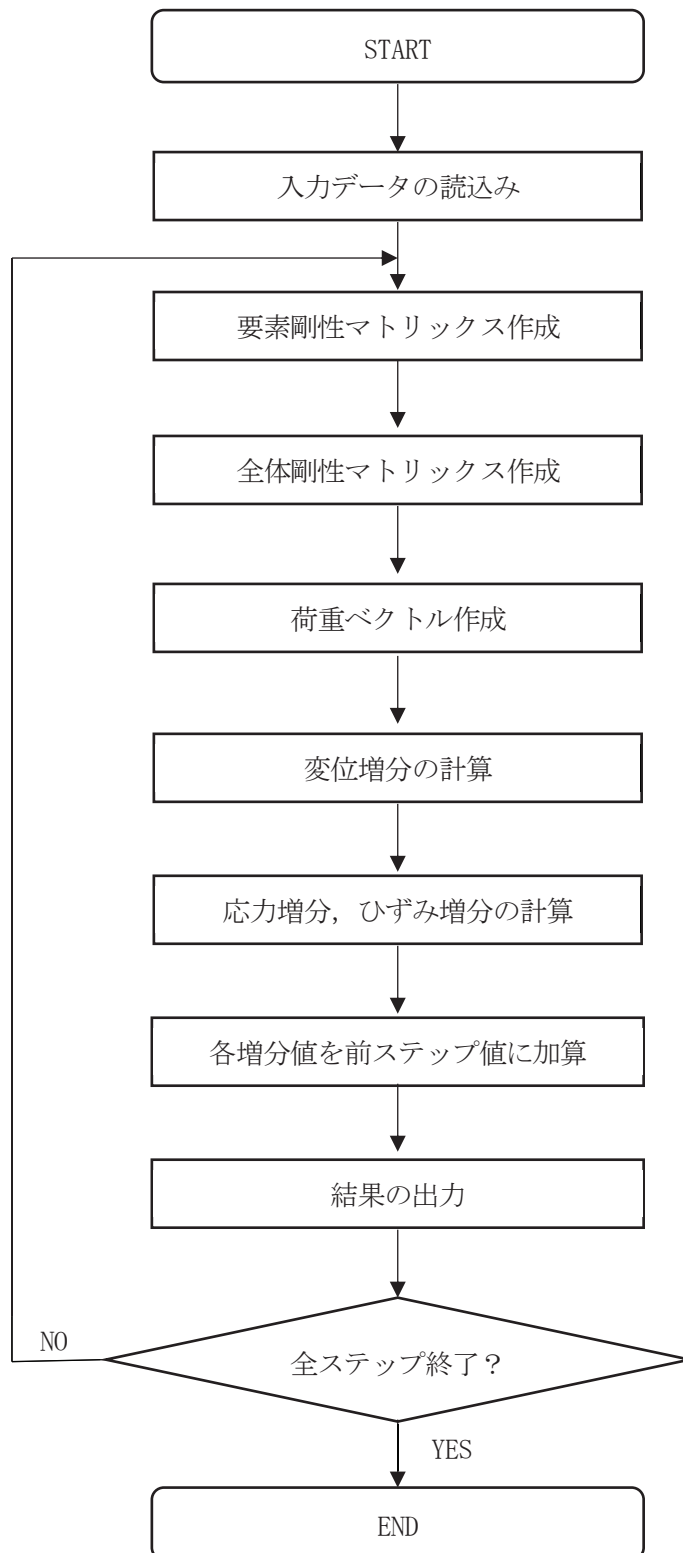 START
入力データの読込み
要素剛性マトリックス作成
全体剛性マトリックス作成
荷重ベクトル作成
変位増分の計算
応力増分，ひずみ増分の計算
各増分値を前ステップ値に加算
結果の出力
全ステップ終了？
NO
YES
END